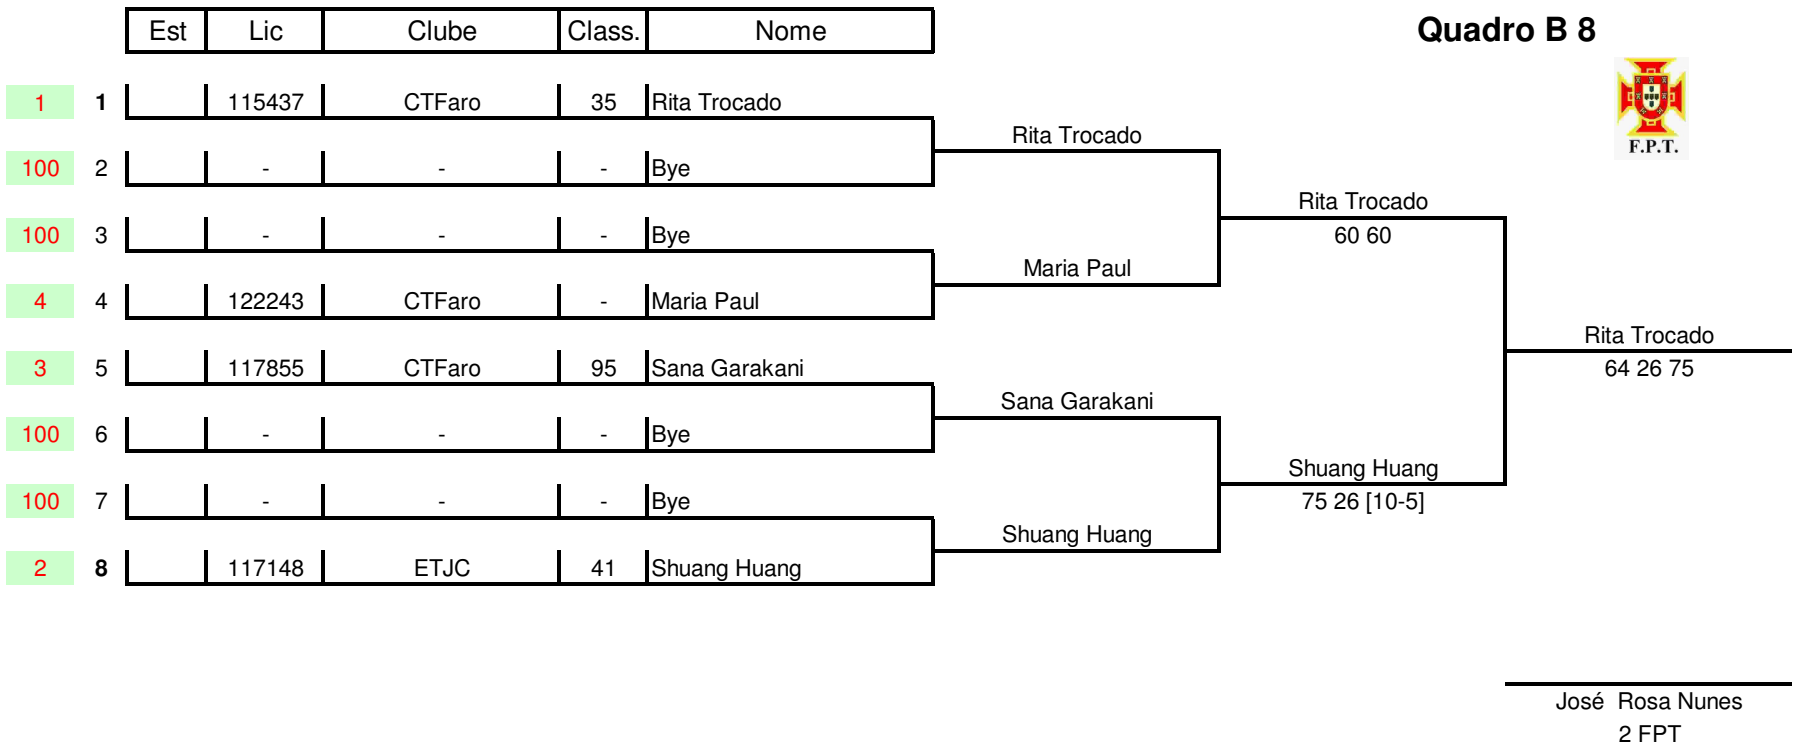 Est Lic Clube Class. Nome
Quadro B 8
F.P.T.
1 1 115437 CTFaro 35 Rita Trocado
Rita Trocado
100 2 - - - Bye
Rita Trocado
60 60
100 3 - - - Bye
Maria Paul
4 4 122243 CTFaro - Maria Paul
Rita Trocado
64 26 75
3 5 117855 CTFaro 95 Sana Garakani
Sana Garakani
100 6 - - - Bye
Shuang Huang
75 26 [10-5]
100 7 - - - Bye
Shuang Huang
2 8 117148 ETJC 41 Shuang Huang
José Rosa Nunes
2 FPT